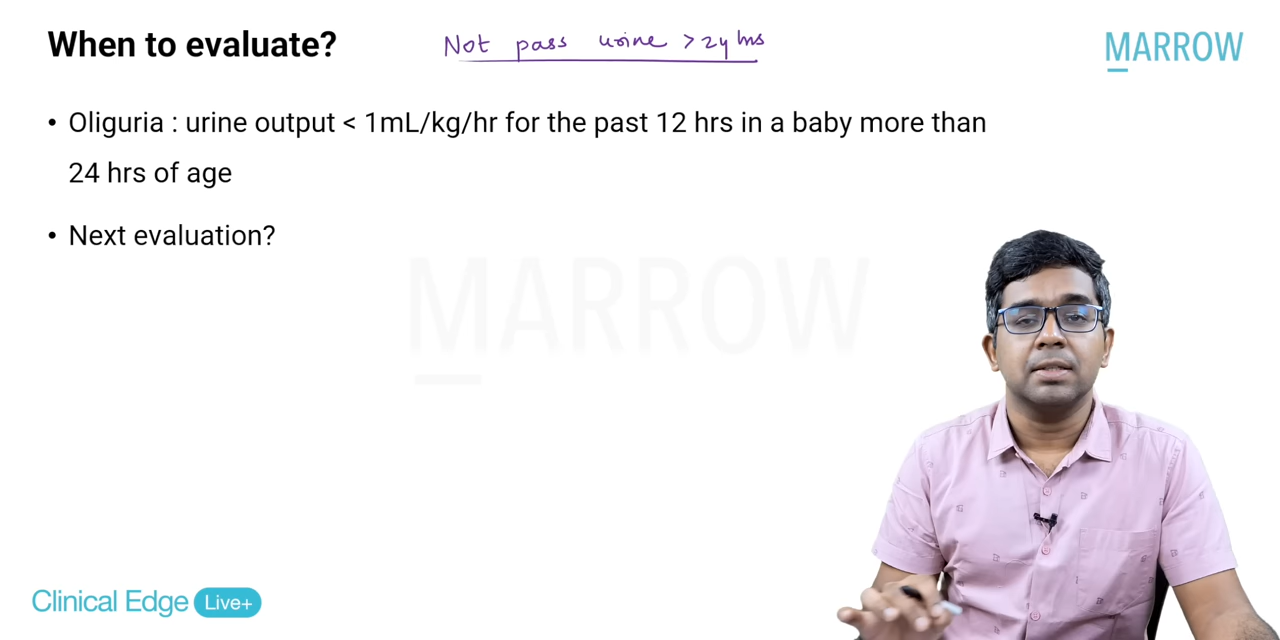 When to evaluate?
Not pass urine > 24 hrs
MARROW
• Oliguria : urine output < 1mL/kg/hr for the past 12 hrs in a baby more than
24 hrs of age
• Next evaluation?
MARROW
Clinical Edge Live+